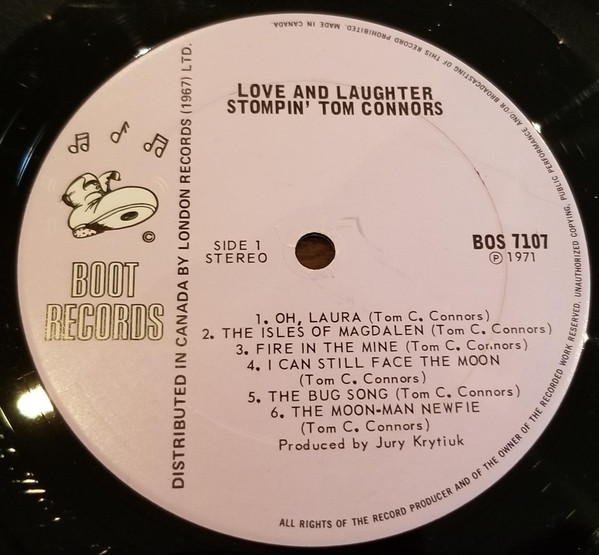 LOVE AND LAUGHTER
STOMPIN' TOM CONNORS
©
BOOT
RECORDS
DISTRIBUTED IN CANADA BY LONDON RECORDS (1967) LTD.
SIDE 1
STEREO
BOS 7107
℗ 1971
1. OH, LAURA (Tom C. Connors)
2. THE ISLES OF MAGDALEN (Tom C. Connors)
3. FIRE IN THE MINE (Tom C. Connors)
4. I CAN STILL FACE THE MOON
(Tom C. Connors)
5. THE BUG SONG (Tom C. Connors)
6. THE MOON-MAN NEWFIE
(Tom C. Connors)
Produced by Jury Krytiuk
ALL RIGHTS OF THE RECORD PRODUCER AND OF THE OWNER OF THE RECORDED WORK RESERVED. UNAUTHORIZED COPYING, PUBLIC PERFORMANCE AND/OR BROADCASTING OF THIS RECORD PROHIBITED. MADE IN CANADA.